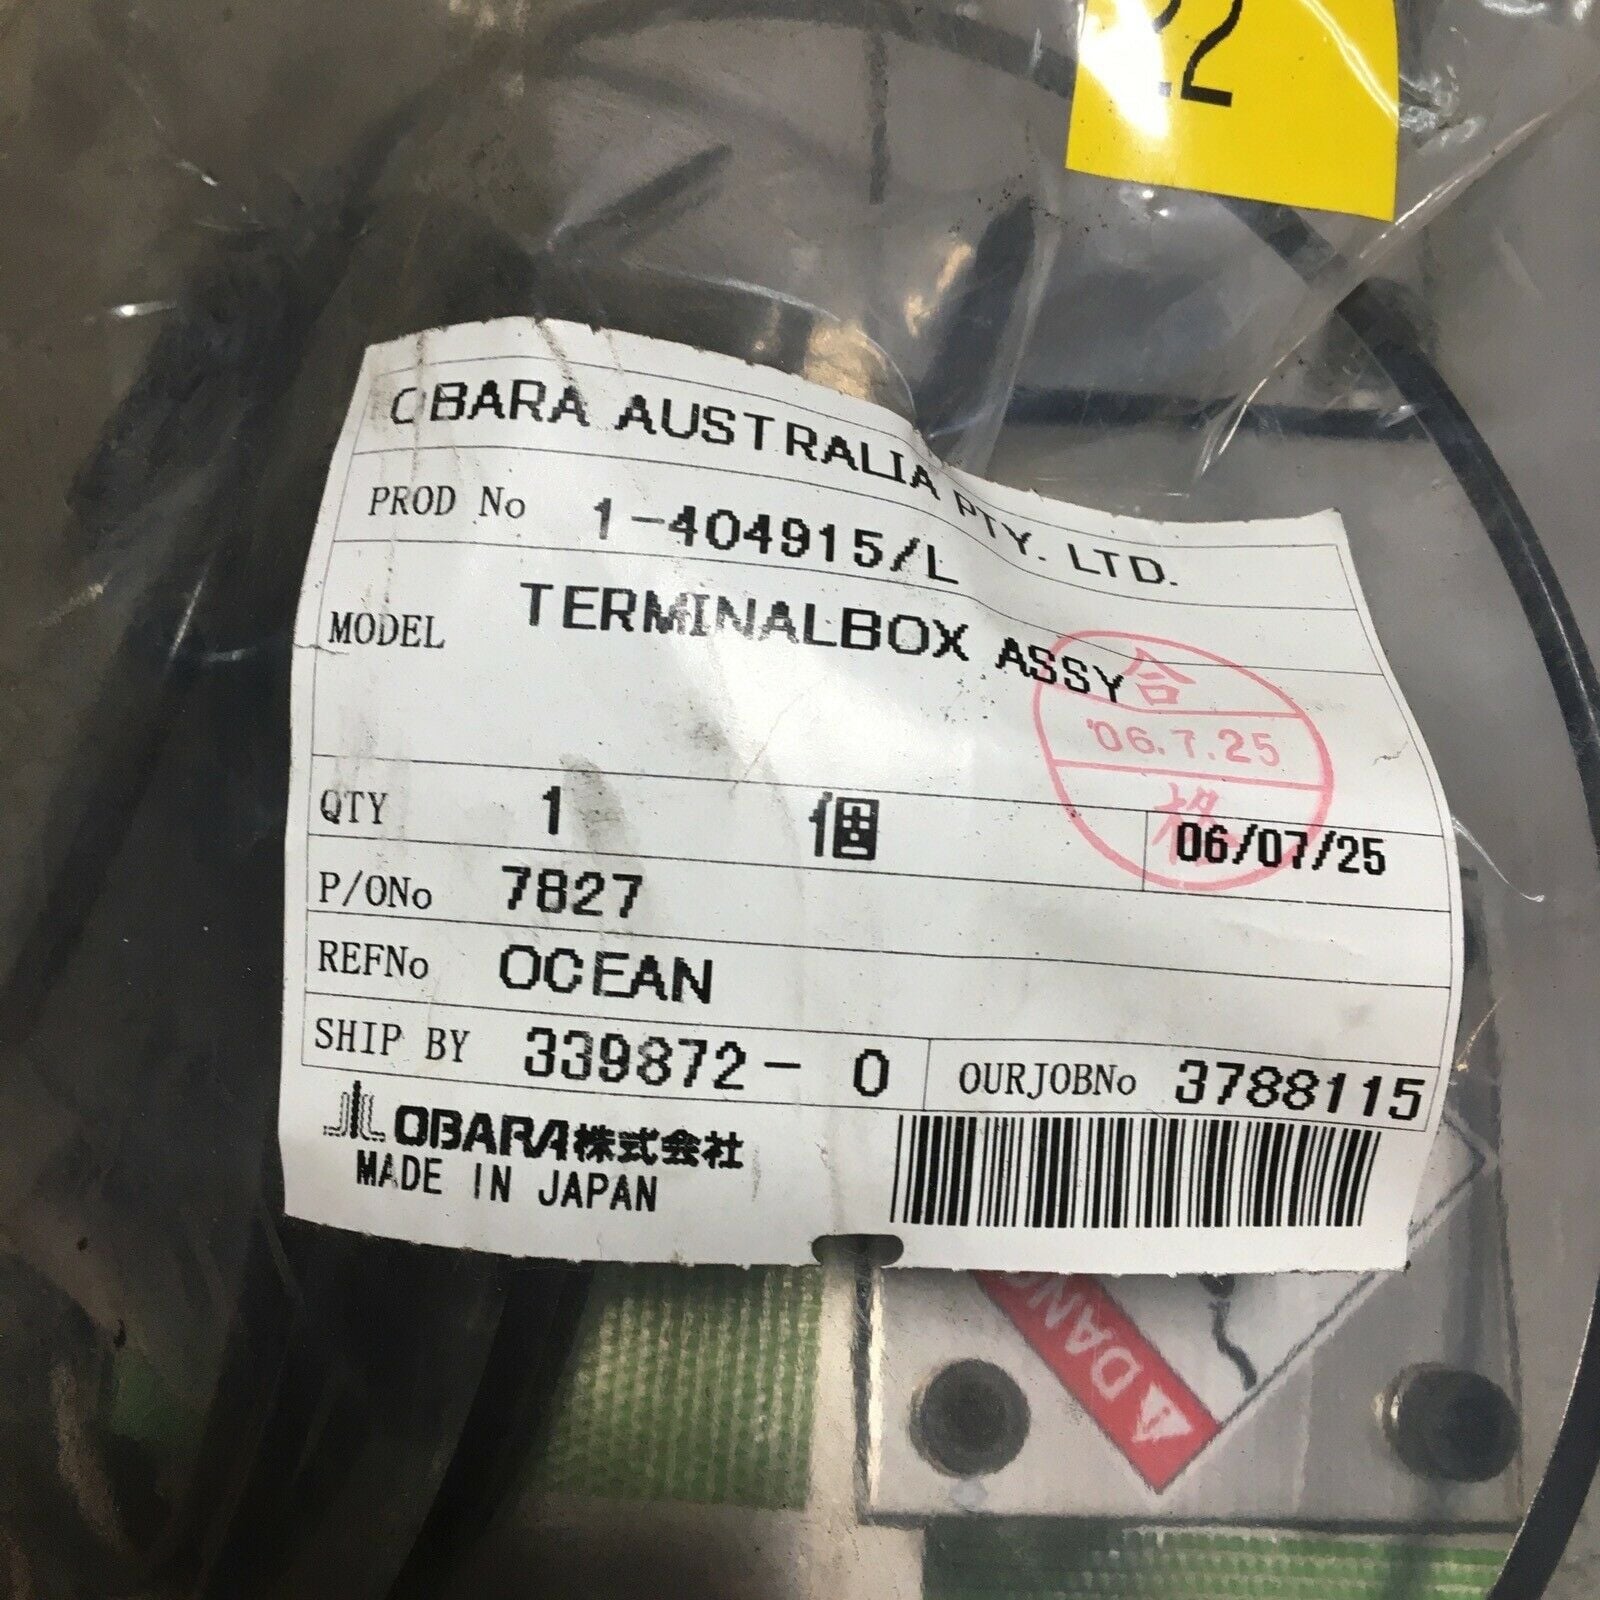 22
OBARA AUSTRALIA PTY. LTD.
PROD No 1-404915/L
MODEL TERMINALBOX ASSY
合
'06.7.25
格
QTY 1 個 06/07/25
P/ONo 7827
REFNo OCEAN
SHIP BY 339872- 0 OURJOBNo 3788115
OBARA株式会社
MADE IN JAPAN